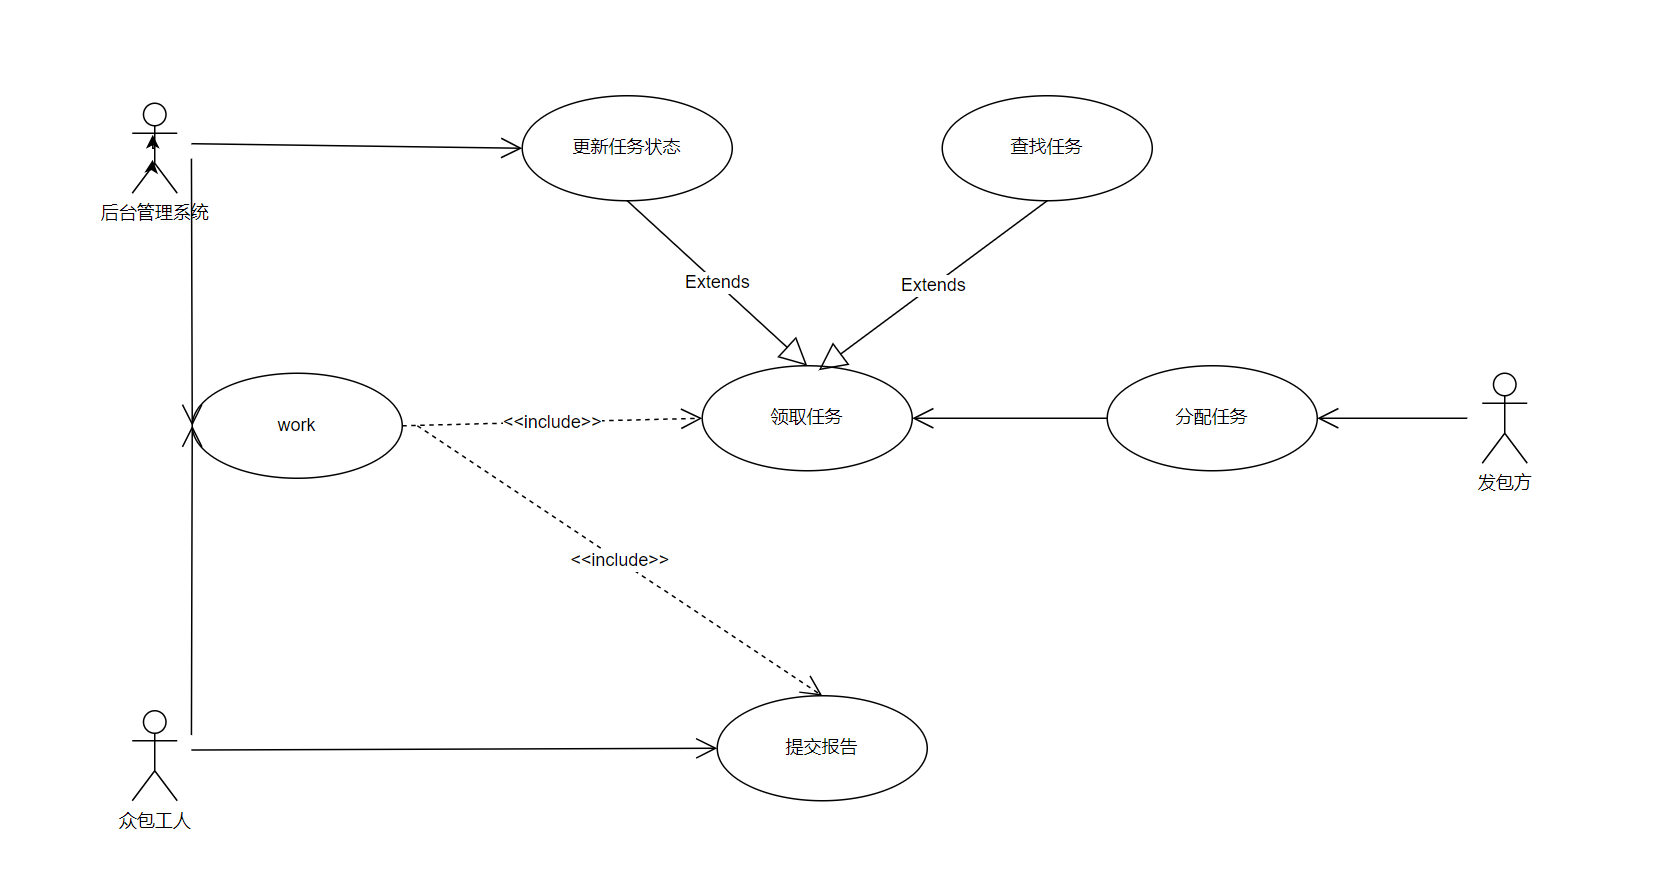 更新任务状态
查找任务
后台管理系统
Extends
Extends
work
<<include>>
领取任务
分配任务
发包方
<<include>>
提交报告
众包工人